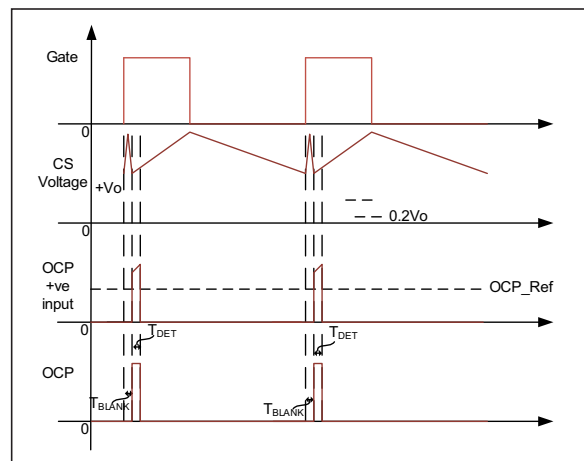 Gate
0
CS
Voltage
+Vo
0.2Vo
0
OCP
+ve
input
OCP_Ref
0
TDET
TDET
OCP
TBLANK
TBLANK
0